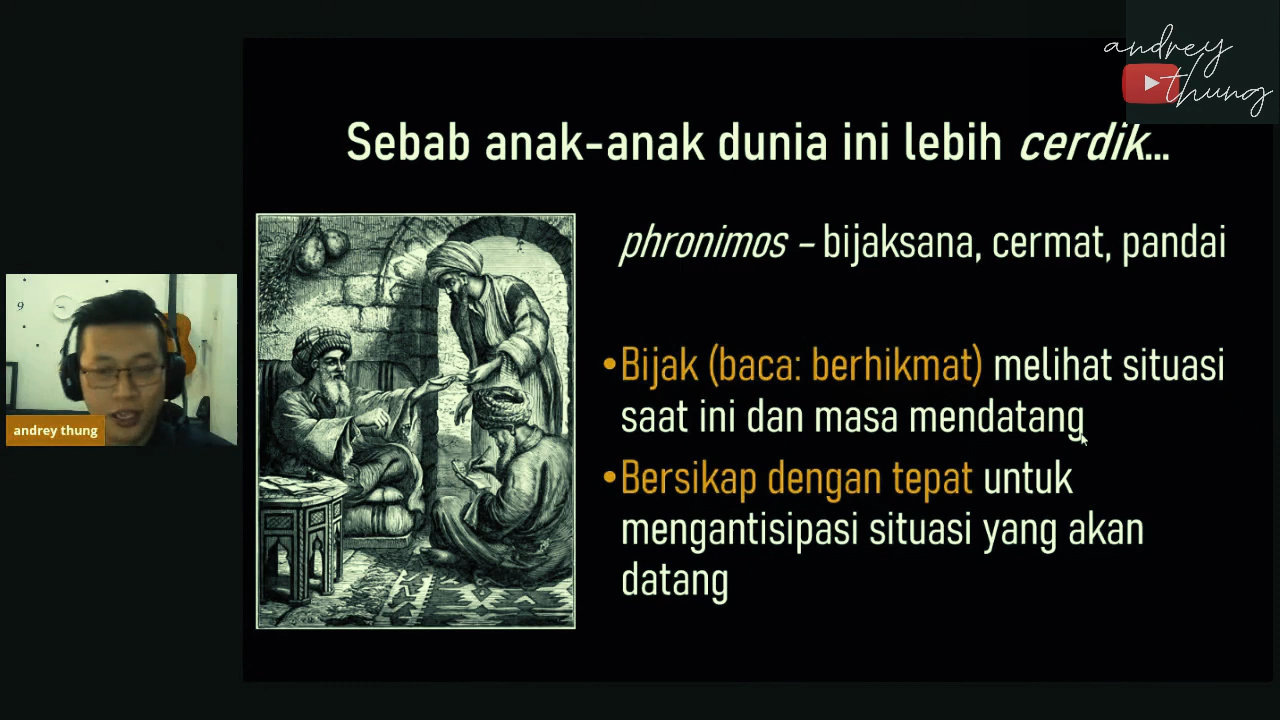 andrey
thung
Sebab anak-anak dunia ini lebih cerdik...
phronimos – bijaksana, cermat, pandai
•Bijak (baca: berhikmat) melihat situasi
saat ini dan masa mendatang
•Bersikap dengan tepat untuk
mengantisipasi situasi yang akan
datang
9
andrey thung